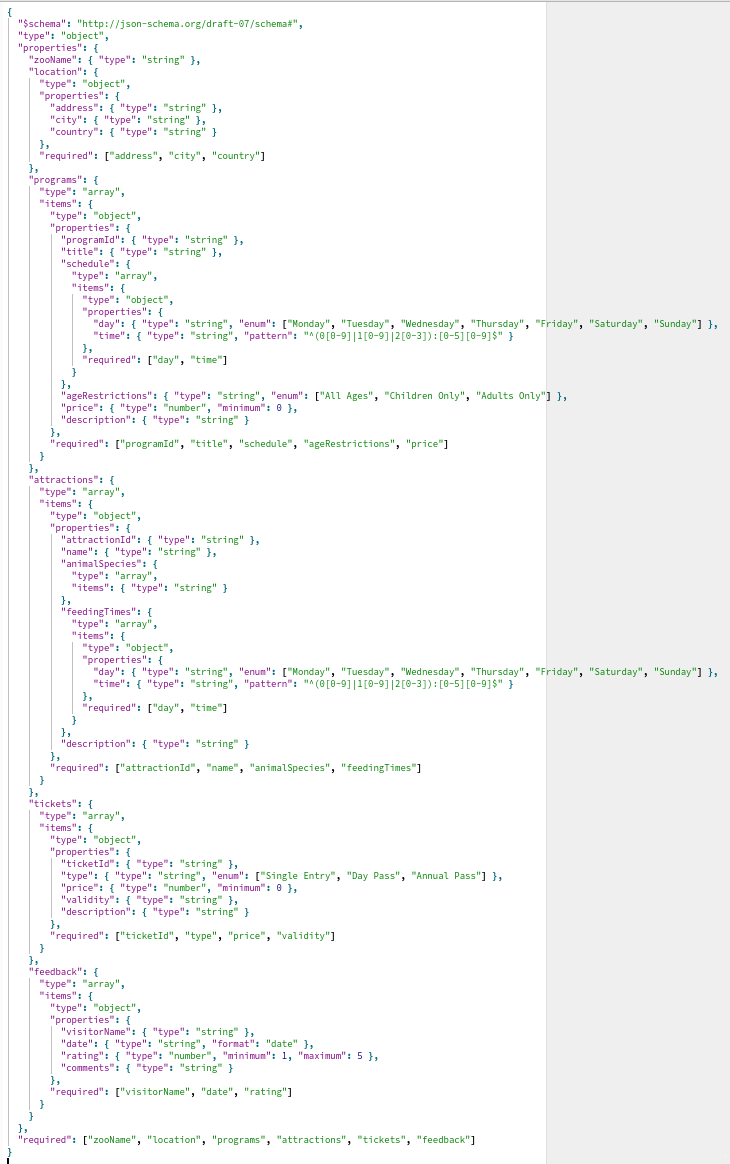 {
  "$schema": "http://json-schema.org/draft-07/schema#",
  "type": "object",
  "properties": {
    "zooName": { "type": "string" },
    "location": {
      "type": "object",
      "properties": {
        "address": { "type": "string" },
        "city": { "type": "string" },
        "country": { "type": "string" }
      },
      "required": ["address", "city", "country"]
    },
    "programs": {
      "type": "array",
      "items": {
        "type": "object",
        "properties": {
          "programId": { "type": "string" },
          "title": { "type": "string" },
          "schedule": {
            "type": "array",
            "items": {
              "type": "object",
              "properties": {
                "day": { "type": "string", "enum": ["Monday", "Tuesday", "Wednesday", "Thursday", "Friday", "Saturday", "Sunday"] },
                "time": { "type": "string", "pattern": "^(0[0-9]|1[0-9]|2[0-3]):[0-5][0-9]$" }
              },
              "required": ["day", "time"]
            }
          },
          "ageRestrictions": { "type": "string", "enum": ["All Ages", "Children Only", "Adults Only"] },
          "price": { "type": "number", "minimum": 0 },
          "description": { "type": "string" }
        },
        "required": ["programId", "title", "schedule", "ageRestrictions", "price"]
      }
    },
    "attractions": {
      "type": "array",
      "items": {
        "type": "object",
        "properties": {
          "attractionId": { "type": "string" },
          "name": { "type": "string" },
          "animalSpecies": {
            "type": "array",
            "items": { "type": "string" }
          },
          "feedingTimes": {
            "type": "array",
            "items": {
              "type": "object",
              "properties": {
                "day": { "type": "string", "enum": ["Monday", "Tuesday", "Wednesday", "Thursday", "Friday", "Saturday", "Sunday"] },
                "time": { "type": "string", "pattern": "^(0[0-9]|1[0-9]|2[0-3]):[0-5][0-9]$" }
              },
              "required": ["day", "time"]
            }
          },
          "description": { "type": "string" }
        },
        "required": ["attractionId", "name", "animalSpecies", "feedingTimes"]
      }
    },
    "tickets": {
      "type": "array",
      "items": {
        "type": "object",
        "properties": {
          "ticketId": { "type": "string" },
          "type": { "type": "string", "enum": ["Single Entry", "Day Pass", "Annual Pass"] },
          "price": { "type": "number", "minimum": 0 },
          "validity": { "type": "string" },
          "description": { "type": "string" }
        },
        "required": ["ticketId", "type", "price", "validity"]
      }
    },
    "feedback": {
      "type": "array",
      "items": {
        "type": "object",
        "properties": {
          "visitorName": { "type": "string" },
          "date": { "type": "string", "format": "date" },
          "rating": { "type": "number", "minimum": 1, "maximum": 5 },
          "comments": { "type": "string" }
        },
        "required": ["visitorName", "date", "rating"]
      }
    }
  },
  "required": ["zooName", "location", "programs", "attractions", "tickets", "feedback"]
}